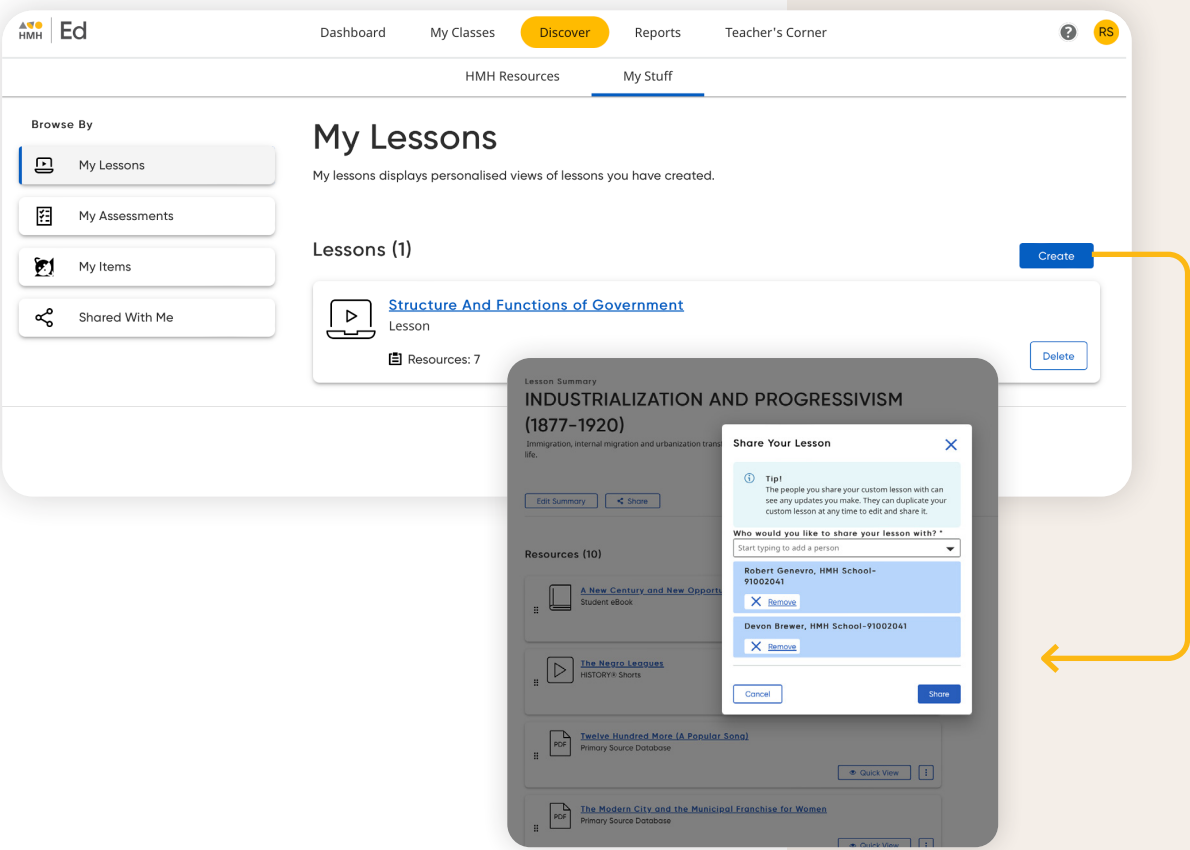 HMH Ed
Dashboard My Classes Discover Reports Teacher's Corner ? RS
HMH Resources My Stuff
Browse By
My Lessons
My Assessments
My Items
Shared With Me
My Lessons
My lessons displays personalised views of lessons you have created.
Lessons (1)
Create
Structure And Functions of Government
Lesson
Resources: 7
Delete
Lesson Summary
INDUSTRIALIZATION AND PROGRESSIVISM
(1877-1920)
Immigration, internal migration and urbanization
life.
Edit Summary Share
Resources (10)
A New Century and New
Student eBook
The Negro Leagues
HISTORY® Shorts
PDF
Twelve Hundred More (A Popular Song)
Primary Source Database
Quick View
PDF
The Modern City and the Municipal Franchise for Women
Primary Source Database
Quick View
Share Your Lesson
Tip!
The people you share your custom lesson with can
see any updates you make. They can duplicate your
custom lesson at any time to edit and share it.
Who would you like to share your lesson with? *
Start typing to add a person
Robert Genevro, HMH School-
91002041
Remove
Devon Brewer, HMH School-91002041
Remove
Cancel Share